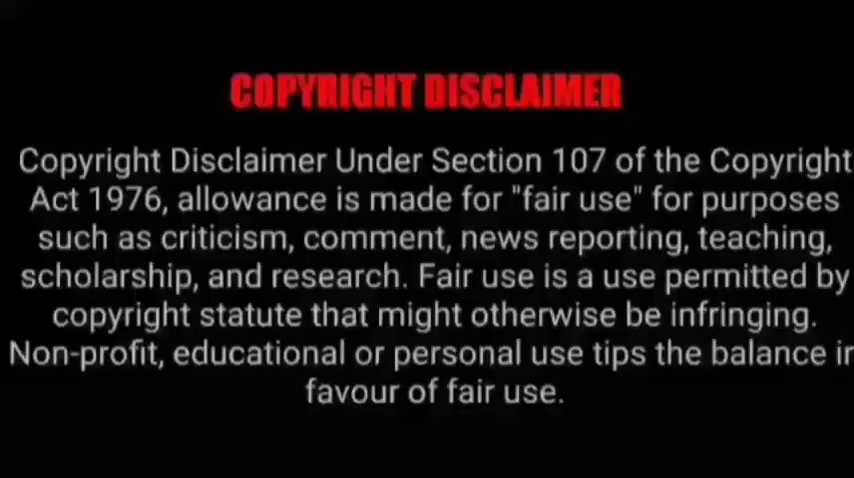 COPYRIGHT DISCLAIMER
Copyright Disclaimer Under Section 107 of the Copyright
Act 1976, allowance is made for "fair use" for purposes
such as criticism, comment, news reporting, teaching,
scholarship, and research. Fair use is a use permitted by
copyright statute that might otherwise be infringing.
Non-profit, educational or personal use tips the balance in
favour of fair use.